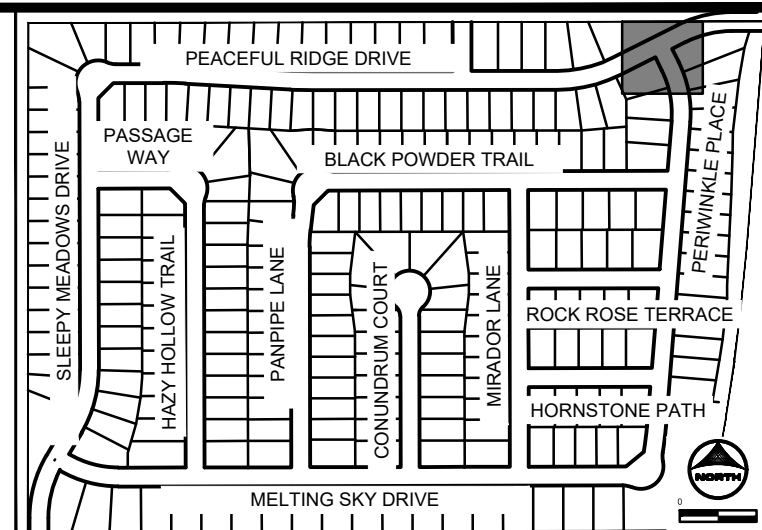 PEACEFUL RIDGE DRIVE
PASSAGE
WAY
BLACK POWDER TRAIL
SLEEPY MEADOWS DRIVE
HAZY HOLLOW TRAIL
PANPIPE LANE
CONUNDRUM COURT
MIRADOR LANE
PERIWINKLE PLACE
ROCK ROSE TERRACE
HORNSTONE PATH
MELTING SKY DRIVE
NORTH
0